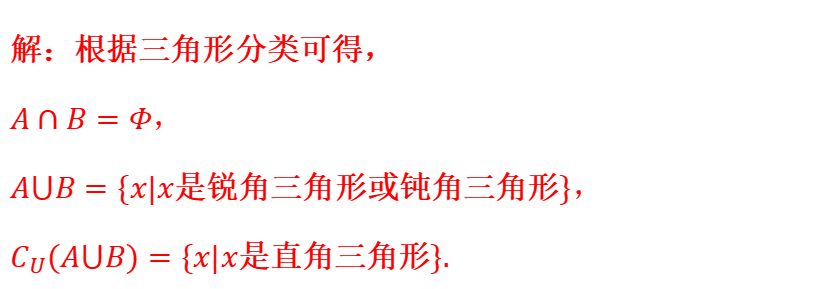 解：根据三角形分类可得，
A∩B = Φ，
A∪B = {x|x是锐角三角形或钝角三角形}，
C_U(A∪B) = {x|x是直角三角形}.